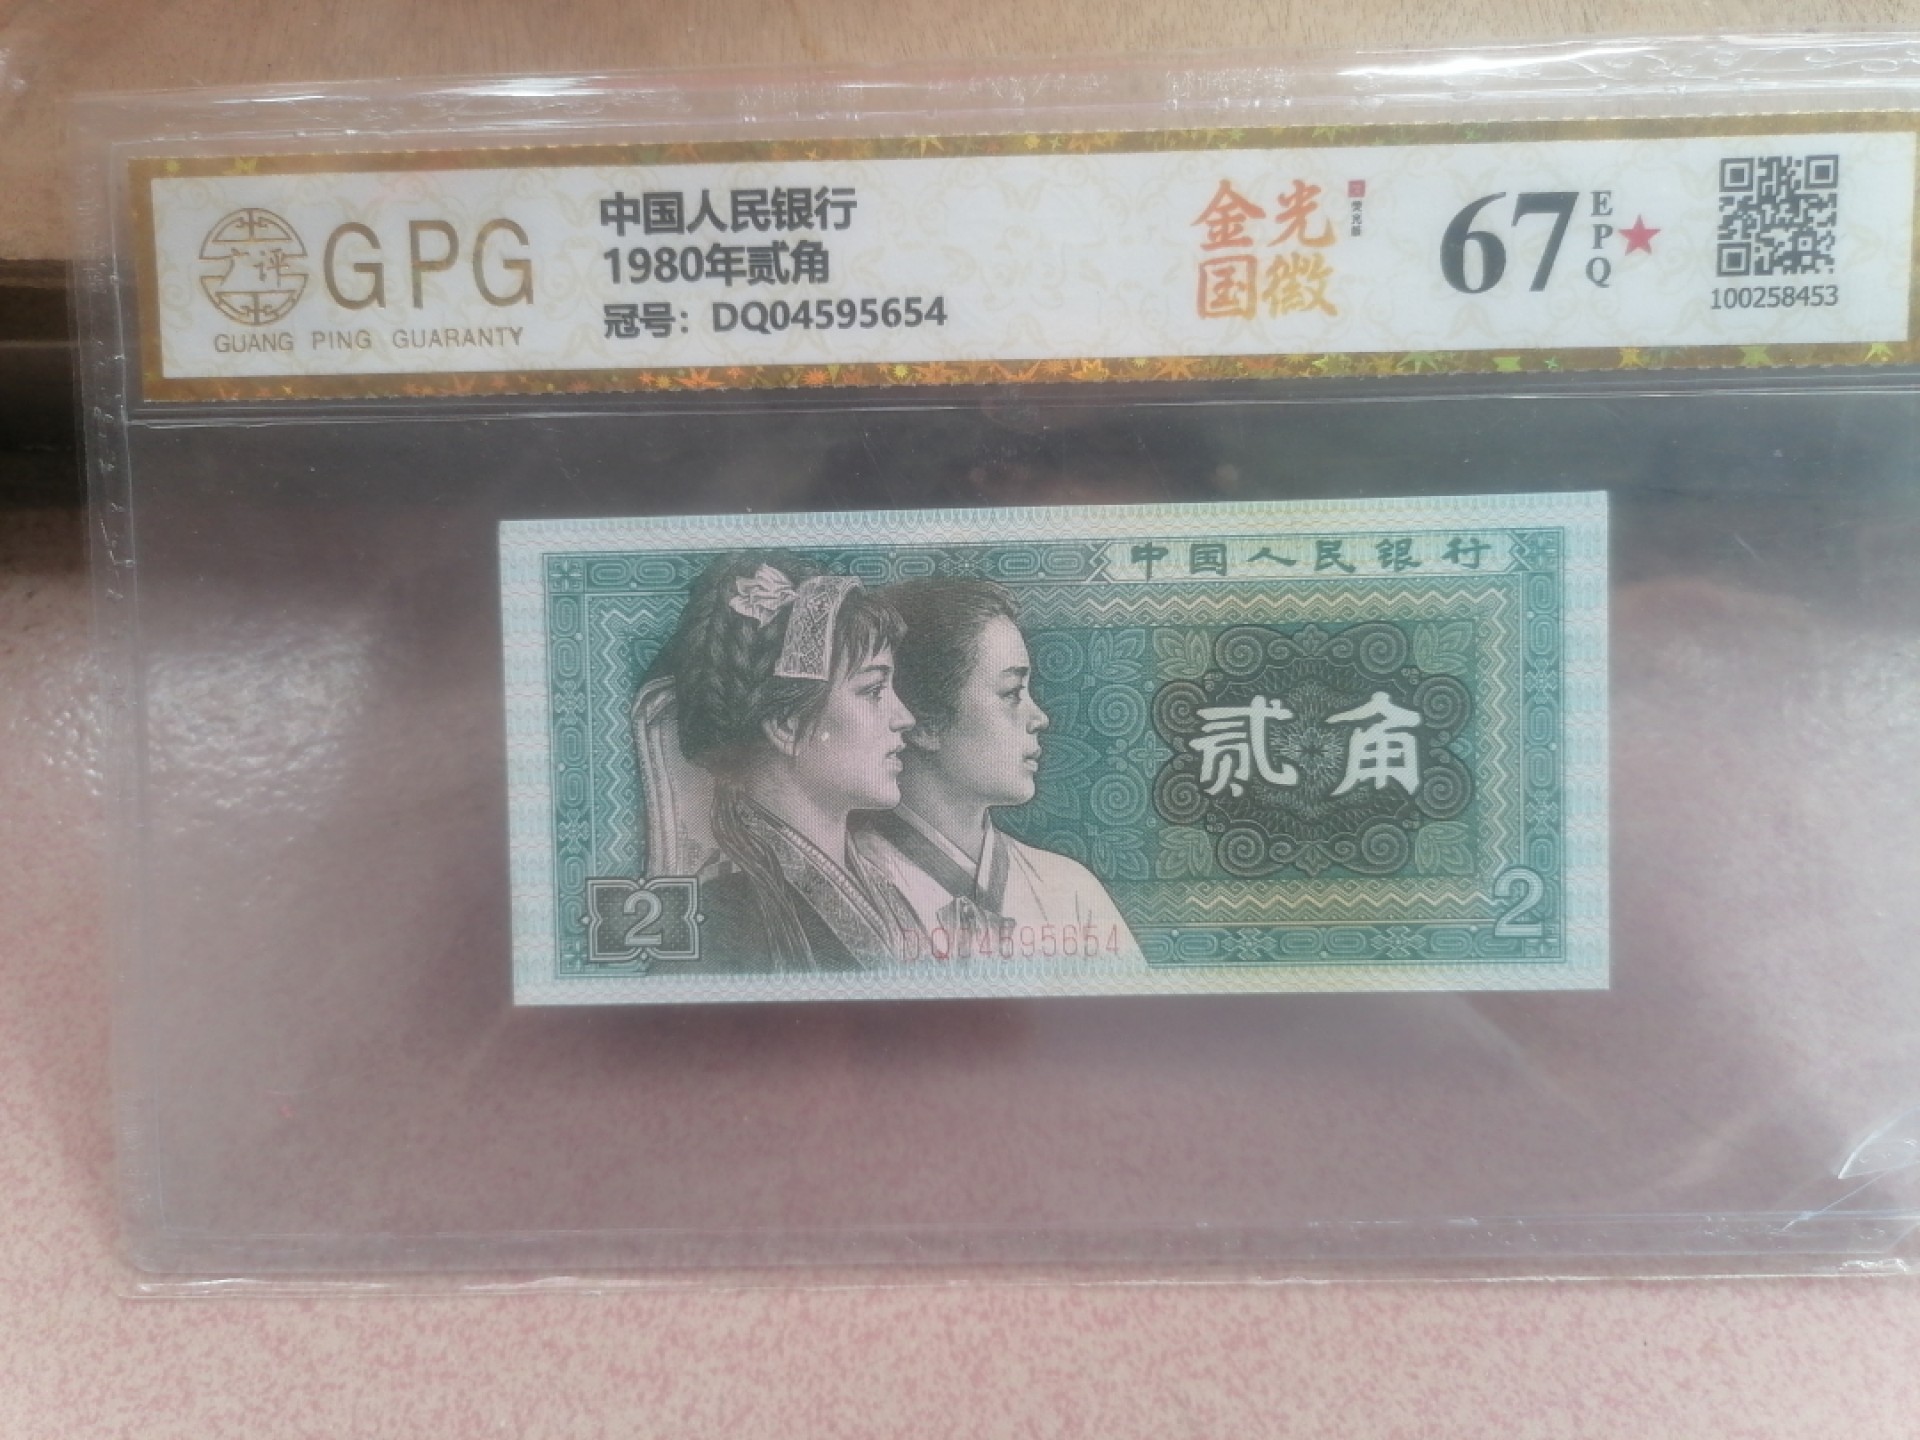 广评
GPG
GUANG PING GUARANTY
中国人民银行
1980年贰角
冠号：DQ04595654
金光
国徽
67
EPQ
100258453
中国人民银行
贰角
2
2
DQ04595654